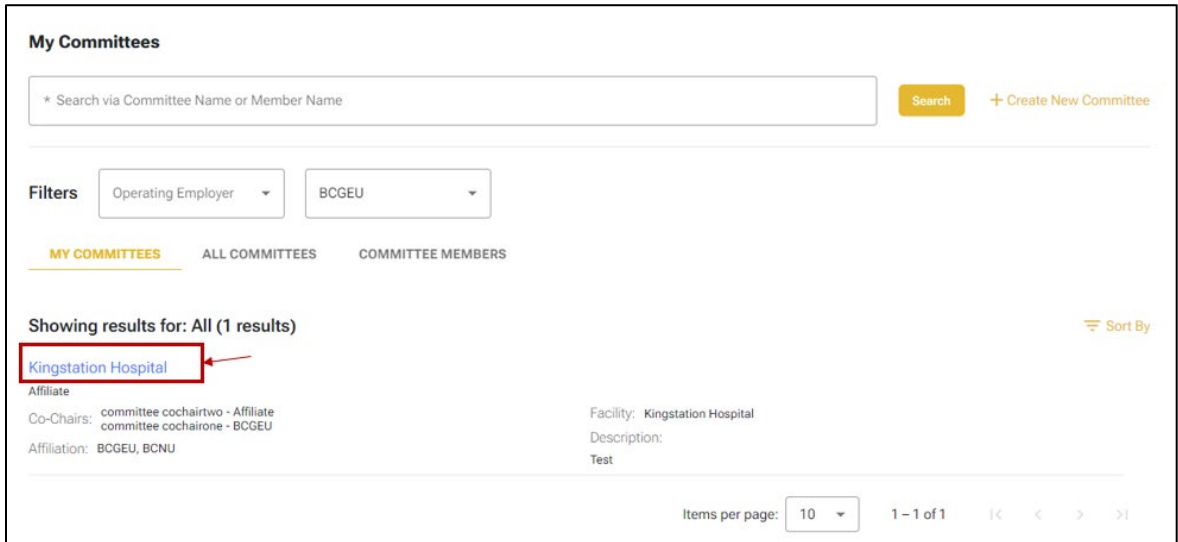 My Committees
* Search via Committee Name or Member Name
Search
+ Create New Committee
Filters
Operating Employer
BCGEU
MY COMMITTEES
ALL COMMITTEES
COMMITTEE MEMBERS
Showing results for: All (1 results)
Sort By
Kingstation Hospital
Affiliate
Co-Chairs: committee cochairtwo - Affiliate
committee cochairone - BCGEU
Affiliation: BCGEU, BCNU
Facility: Kingstation Hospital
Description:
Test
Items per page: 10
1 – 1 of 1